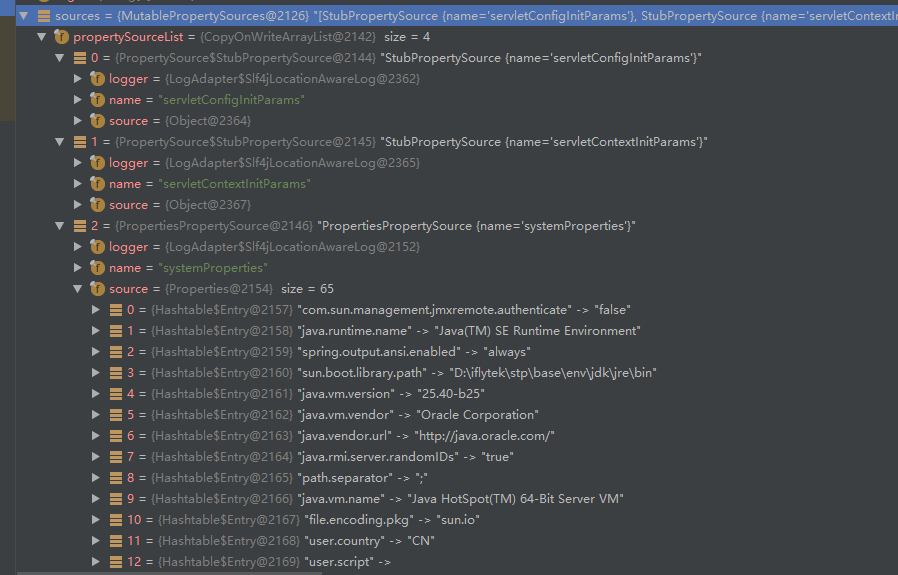 sources = {MutablePropertySources@2126} "[StubPropertySource {name='servletConfigInitParams'}, StubPropertySource {name='servletContextIn
propertySourceList = {CopyOnWriteArrayList@2142} size = 4
0 = {PropertySource$StubPropertySource@2144} "StubPropertySource {name='servletConfigInitParams'}"
logger = {LogAdapter$Slf4jLocationAwareLog@2362}
name = "servletConfigInitParams"
source = {Object@2364}
1 = {PropertySource$StubPropertySource@2145} "StubPropertySource {name='servletContextInitParams'}"
logger = {LogAdapter$Slf4jLocationAwareLog@2365}
name = "servletContextInitParams"
source = {Object@2367}
2 = {PropertiesPropertySource@2146} "PropertiesPropertySource {name='systemProperties'}"
logger = {LogAdapter$Slf4jLocationAwareLog@2152}
name = "systemProperties"
source = {Properties@2154} size = 65
0 = {Hashtable$Entry@2157} "com.sun.management.jmxremote.authenticate" -> "false"
1 = {Hashtable$Entry@2158} "java.runtime.name" -> "Java(TM) SE Runtime Environment"
2 = {Hashtable$Entry@2159} "spring.output.ansi.enabled" -> "always"
3 = {Hashtable$Entry@2160} "sun.boot.library.path" -> "D:\iflytek\stp\base\env\jdk\jre\bin"
4 = {Hashtable$Entry@2161} "java.vm.version" -> "25.40-b25"
5 = {Hashtable$Entry@2162} "java.vm.vendor" -> "Oracle Corporation"
6 = {Hashtable$Entry@2163} "java.vendor.url" -> "http://java.oracle.com/"
7 = {Hashtable$Entry@2164} "java.rmi.server.randomIDs" -> "true"
8 = {Hashtable$Entry@2165} "path.separator" -> ";"
9 = {Hashtable$Entry@2166} "java.vm.name" -> "Java HotSpot(TM) 64-Bit Server VM"
10 = {Hashtable$Entry@2167} "file.encoding.pkg" -> "sun.io"
11 = {Hashtable$Entry@2168} "user.country" -> "CN"
12 = {Hashtable$Entry@2169} "user.script" ->